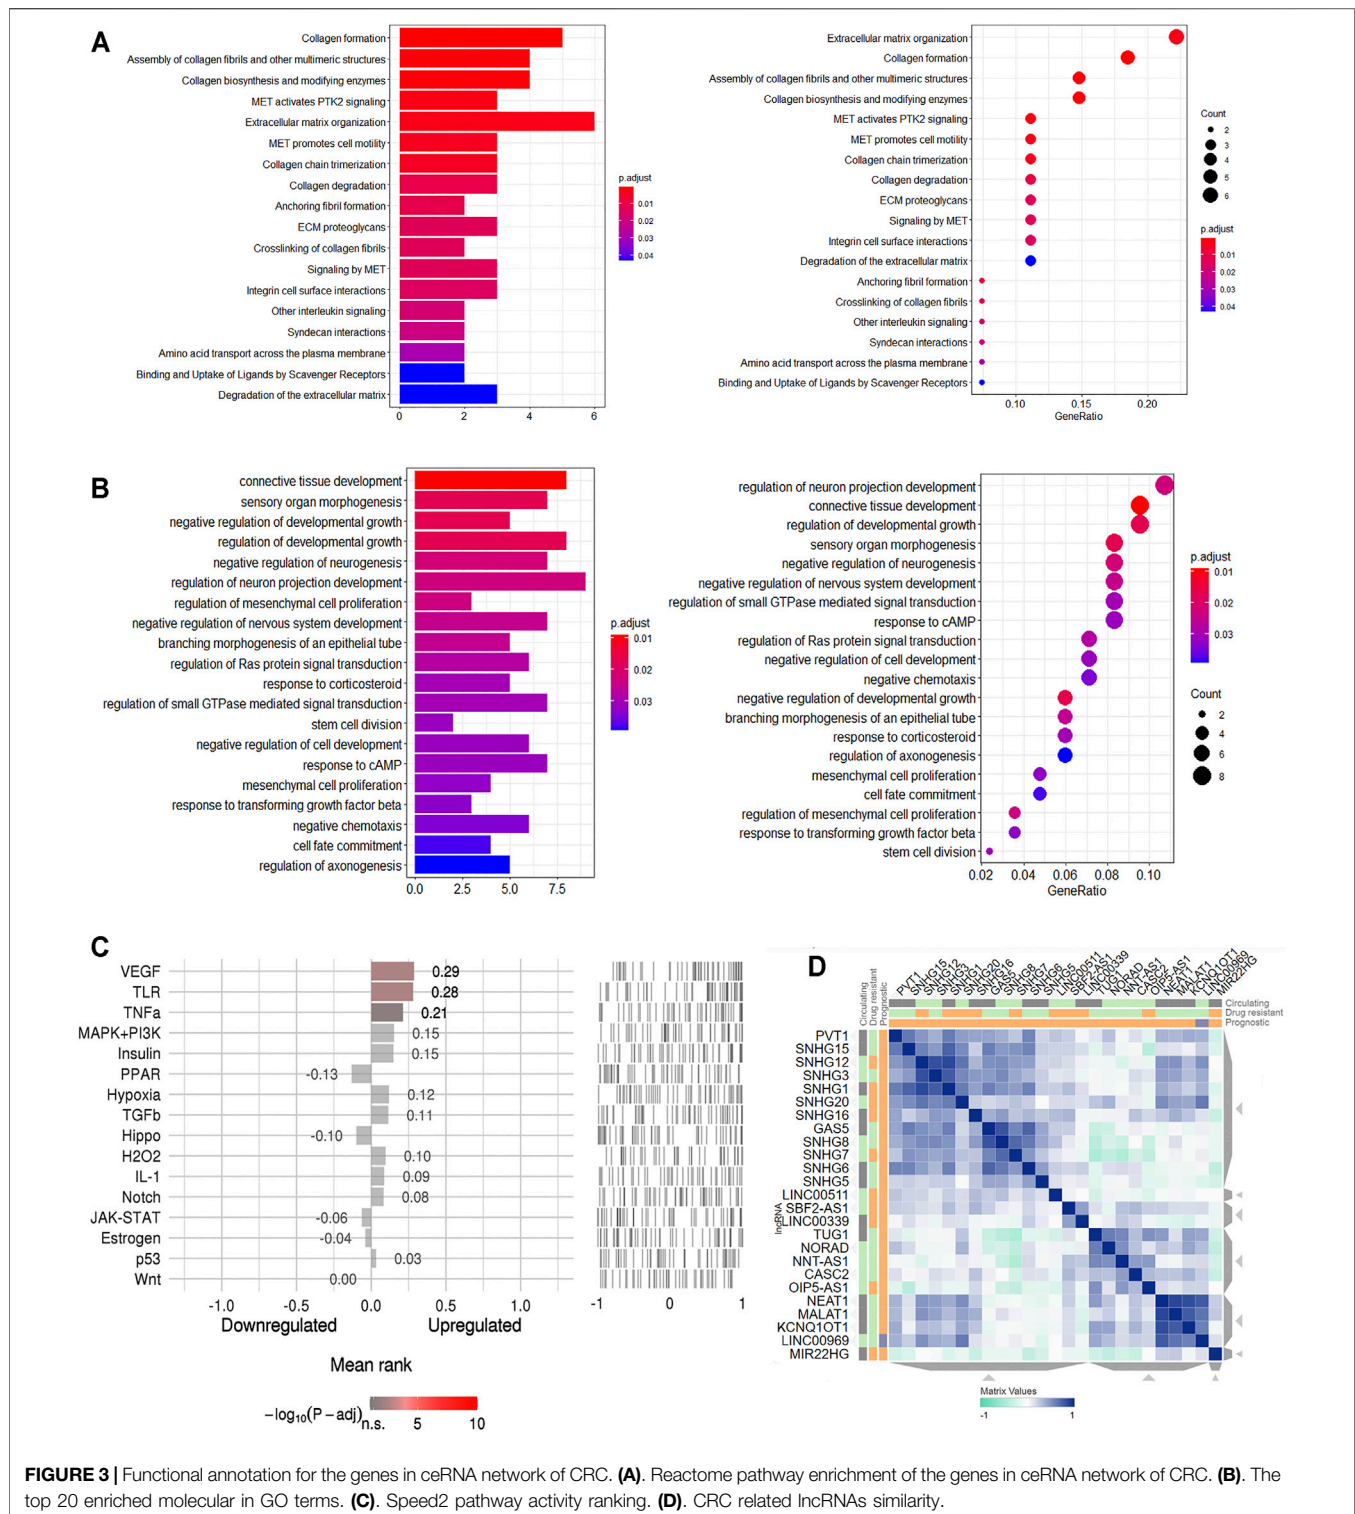 A
Collagen formation
Assembly of collagen fibrils and other multimeric structures
Collagen biosynthesis and modifying enzymes
MET activates PTK2 signaling
Extracellular matrix organization
MET promotes cell motility
Collagen chain trimerization
Collagen degradation
Anchoring fibril formation
ECM proteoglycans
Crosslinking of collagen fibrils
Signaling by MET
Integrin cell surface interactions
Other interleukin signaling
Syndecan interactions
Amino acid transport across the plasma membrane
Binding and Uptake of Ligands by Scavenger Receptors
Degradation of the extracellular matrix
0 2 4 6
p.adjust
0.01
0.02
0.03
0.04
Extracellular matrix organization
Collagen formation
Assembly of collagen fibrils and other multimeric structures
Collagen biosynthesis and modifying enzymes
MET activates PTK2 signaling
MET promotes cell motility
Collagen chain trimerization
Collagen degradation
ECM proteoglycans
Signaling by MET
Integrin cell surface interactions
Degradation of the extracellular matrix
Anchoring fibril formation
Crosslinking of collagen fibrils
Other interleukin signaling
Syndecan interactions
Amino acid transport across the plasma membrane
Binding and Uptake of Ligands by Scavenger Receptors
0.10 0.15 0.20
GeneRatio
Count
2
3
4
5
6
p.adjust
0.01
0.02
0.03
0.04
B
connective tissue development
sensory organ morphogenesis
negative regulation of developmental growth
regulation of developmental growth
negative regulation of neurogenesis
regulation of neuron projection development
regulation of mesenchymal cell proliferation
negative regulation of nervous system development
branching morphogenesis of an epithelial tube
regulation of Ras protein signal transduction
response to corticosteroid
regulation of small GTPase mediated signal transduction
stem cell division
negative regulation of cell development
response to cAMP
mesenchymal cell proliferation
response to transforming growth factor beta
negative chemotaxis
cell fate commitment
regulation of axonogenesis
0.0 2.5 5.0 7.5
p.adjust
0.01
0.02
0.03
regulation of neuron projection development
connective tissue development
regulation of developmental growth
sensory organ morphogenesis
negative regulation of neurogenesis
negative regulation of nervous system development
regulation of small GTPase mediated signal transduction
response to cAMP
regulation of Ras protein signal transduction
negative regulation of cell development
negative chemotaxis
negative regulation of developmental growth
branching morphogenesis of an epithelial tube
response to corticosteroid
regulation of axonogenesis
mesenchymal cell proliferation
cell fate commitment
regulation of mesenchymal cell proliferation
response to transforming growth factor beta
stem cell division
0.02 0.04 0.06 0.08 0.10
GeneRatio
p.adjust
0.01
0.02
0.03
Count
2
4
6
8
C
VEGF 0.29
TLR 0.28
TNFa 0.21
MAPK+PI3K 0.15
Insulin 0.15
PPAR -0.13
Hypoxia 0.12
TGFb 0.11
Hippo -0.10
H2O2 0.10
IL-1 0.09
Notch 0.08
JAK-STAT -0.06
Estrogen -0.04
p53 0.03
Wnt 0.00
-1.0 -0.5 0.0 0.5 1.0
Downregulated Upregulated
-1 0 1
Mean rank
−log10(P − adj)
n.s. 5 10
D
PVT1
SNHG15
SNHG12
SNHG3
SNHG1
SNHG20
SNHG16
GAS5
SNHG8
SNHG7
SNHG6
SNHG5
LINC00511
SBF2-AS1
LINC00339
TUG1
NORAD
NNT-AS1
CASC2
OIP5-AS1
NEAT1
MALAT1
KCNQ1OT1
LINC00969
MIR22HG
Circulating
Drug resistant
Prognostic
Circulating
Drug resistant
Prognostic
PVT1
SNHG15
SNHG12
SNHG3
SNHG1
SNHG20
SNHG16
GAS5
SNHG8
SNHG7
SNHG6
SNHG5
LINC00511
SBF2-AS1
LINC00339
TUG1
NORAD
NNT-AS1
CASC2
OIP5-AS1
NEAT1
MALAT1
KCNQ1OT1
LINC00969
MIR22HG
lncRNA
Matrix Values
-1 1
FIGURE 3 | Functional annotation for the genes in ceRNA network of CRC. (A). Reactome pathway enrichment of the genes in ceRNA network of CRC. (B). The
top 20 enriched molecular in GO terms. (C). Speed2 pathway activity ranking. (D). CRC related lncRNAs similarity.